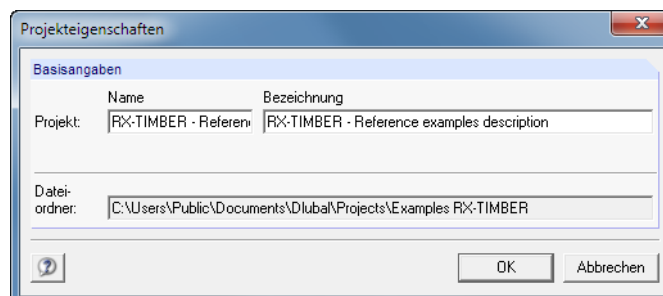 Projekteigenschaften
Basisangaben
Name Bezeichnung
Projekt: RX-TIMBER - Referenc RX-TIMBER - Reference examples description
Datei-
ordner: C:\Users\Public\Documents\Dlubal\Projects\Examples RX-TIMBER
OK Abbrechen